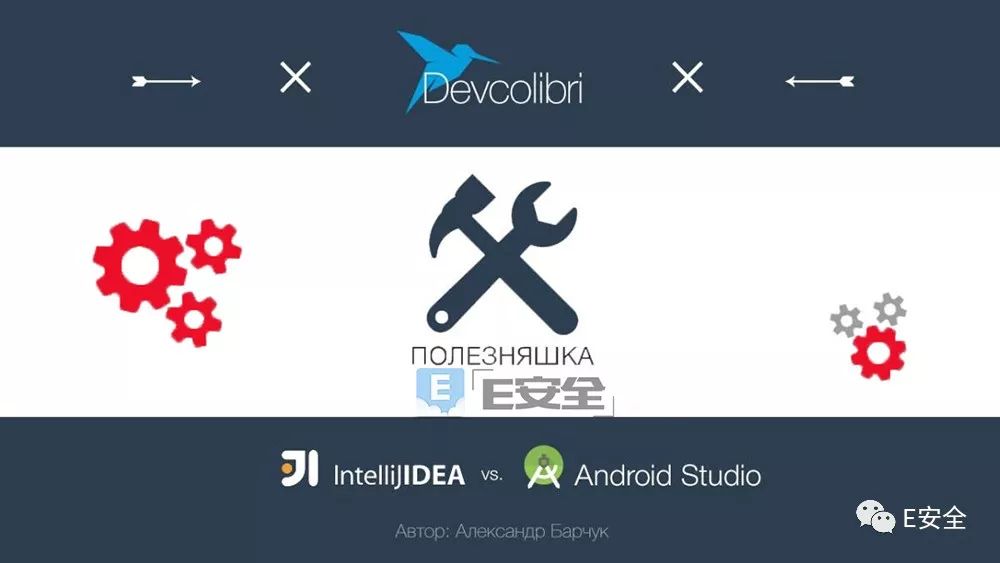 Devcolibri
ПОЛЕЗНЯШКА
E E安全
IntelliJIDEA vs. Android Studio
E安全
Автор: Александр Барчук